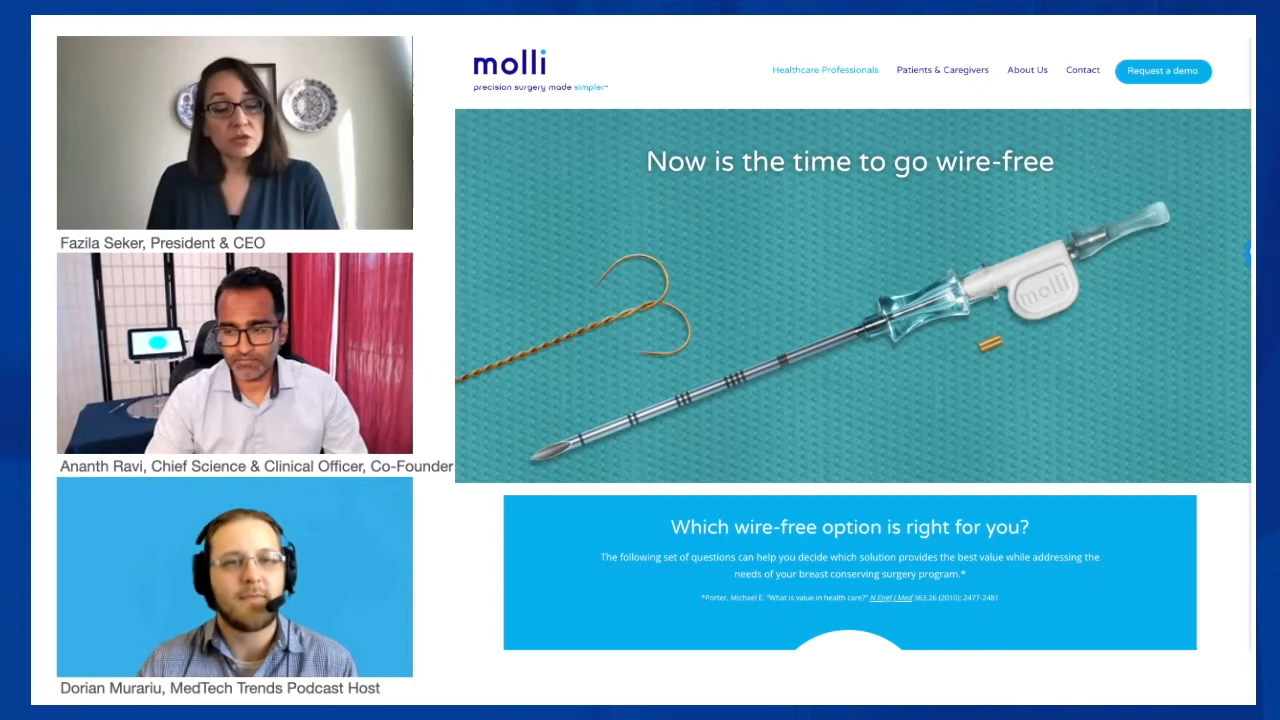 Fazila Seker, President & CEO
Ananth Ravi, Chief Science & Clinical Officer, Co-Founder
Dorian Murariu, MedTech Trends Podcast Host
molli
precision surgery made simpler™
Healthcare Professionals
Patients & Caregivers
About Us
Contact
Request a demo
Now is the time to go wire-free
molli
Which wire-free option is right for you?
The following set of questions can help you decide which solution provides the best value while addressing the
needs of your breast conserving surgery program.*
*Porter, Michael E. "What is value in health care?" N Engl J Med 363.26 (2010): 2477-2481